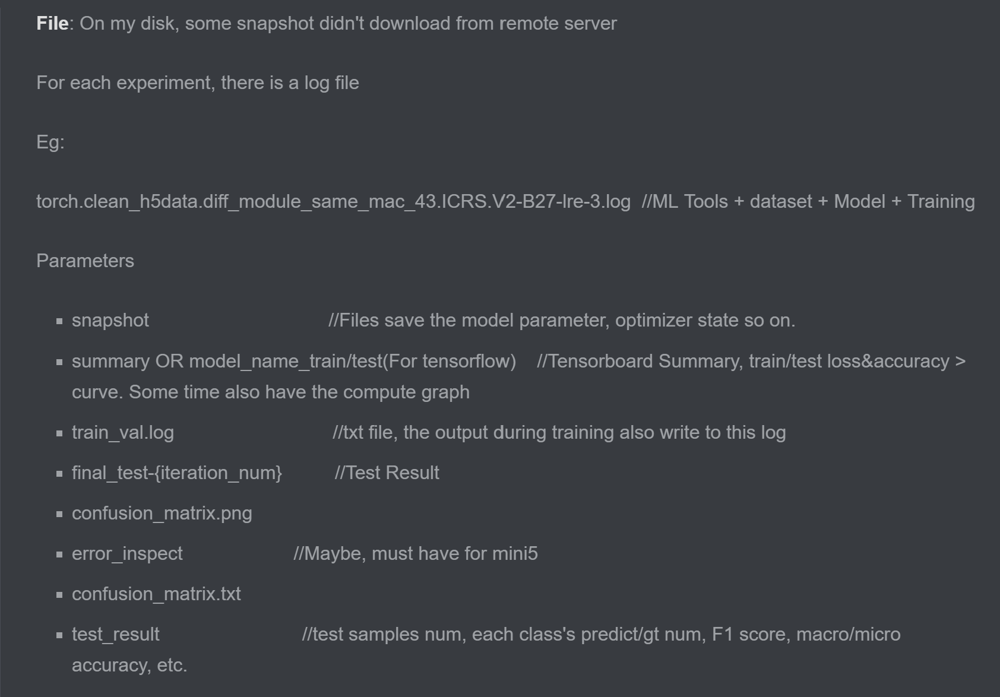 File: On my disk, some snapshot didn't download from remote server
For each experiment, there is a log file
Eg:
torch.clean_h5data.diff_module_same_mac_43.ICRS.V2-B27-lre-3.log //ML Tools + dataset + Model + Training
Parameters
snapshot //Files save the model parameter, optimizer state so on.
summary OR model_name_train/test(For tensorflow) //Tensorboard Summary, train/test loss&accuracy >
curve. Some time also have the compute graph
train_val.log //txt file, the output during training also write to this log
final_test-{iteration_num} //Test Result
confusion_matrix.png
error_inspect //Maybe, must have for mini5
confusion_matrix.txt
test_result //test samples num, each class's predict/gt num, F1 score, macro/micro
accuracy, etc.